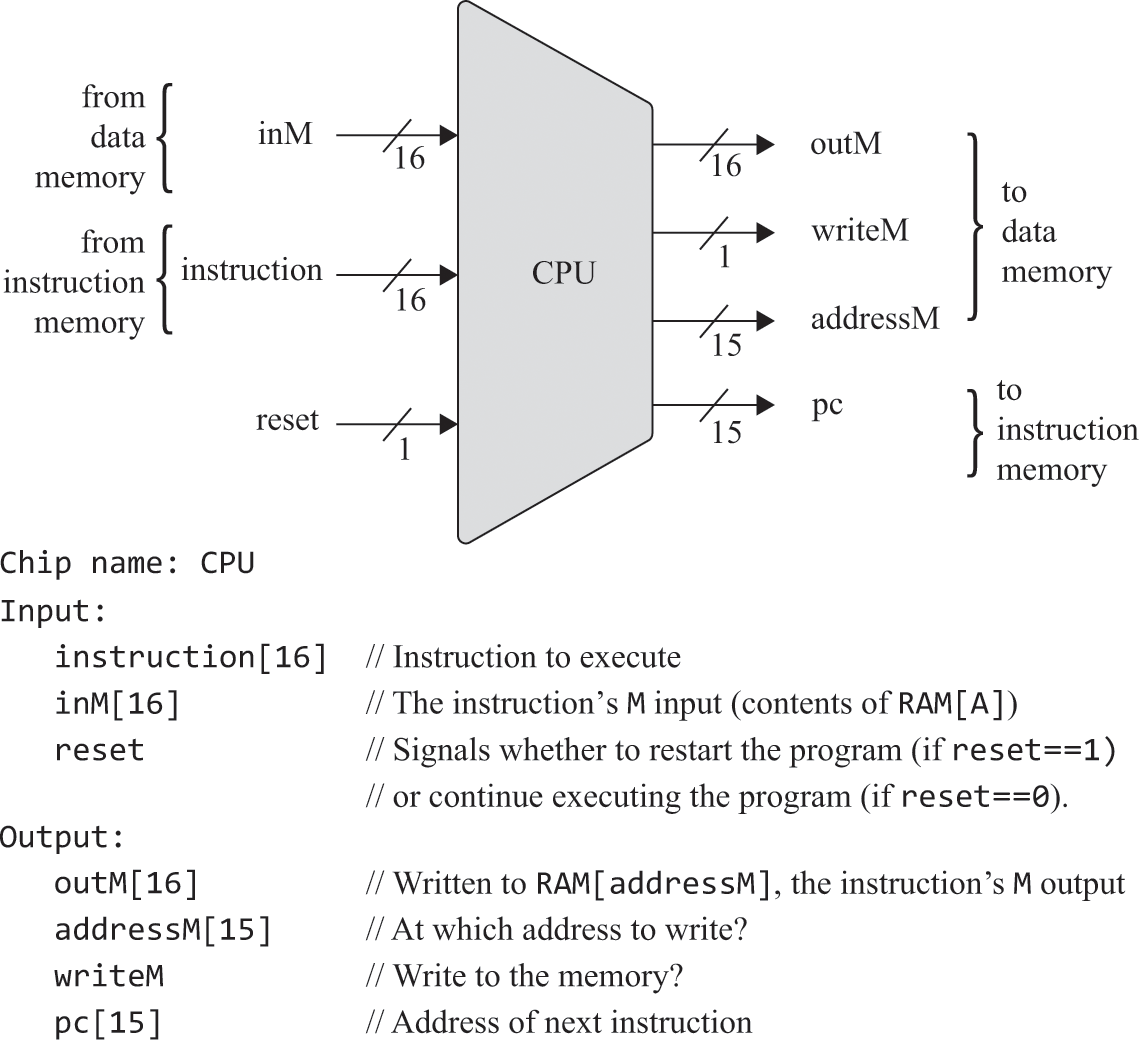 from
data
memory
inM
16
from
instruction
memory
instruction
16
reset
1
CPU
outM
16
writeM
1
addressM
15
to
data
memory
pc
15
to
instruction
memory
Chip name: CPU
Input:
instruction[16] // Instruction to execute
inM[16] // The instruction’s M input (contents of RAM[A])
reset // Signals whether to restart the program (if reset==1)
// or continue executing the program (if reset==0).
Output:
outM[16] // Written to RAM[addressM], the instruction’s M output
addressM[15] // At which address to write?
writeM // Write to the memory?
pc[15] // Address of next instruction